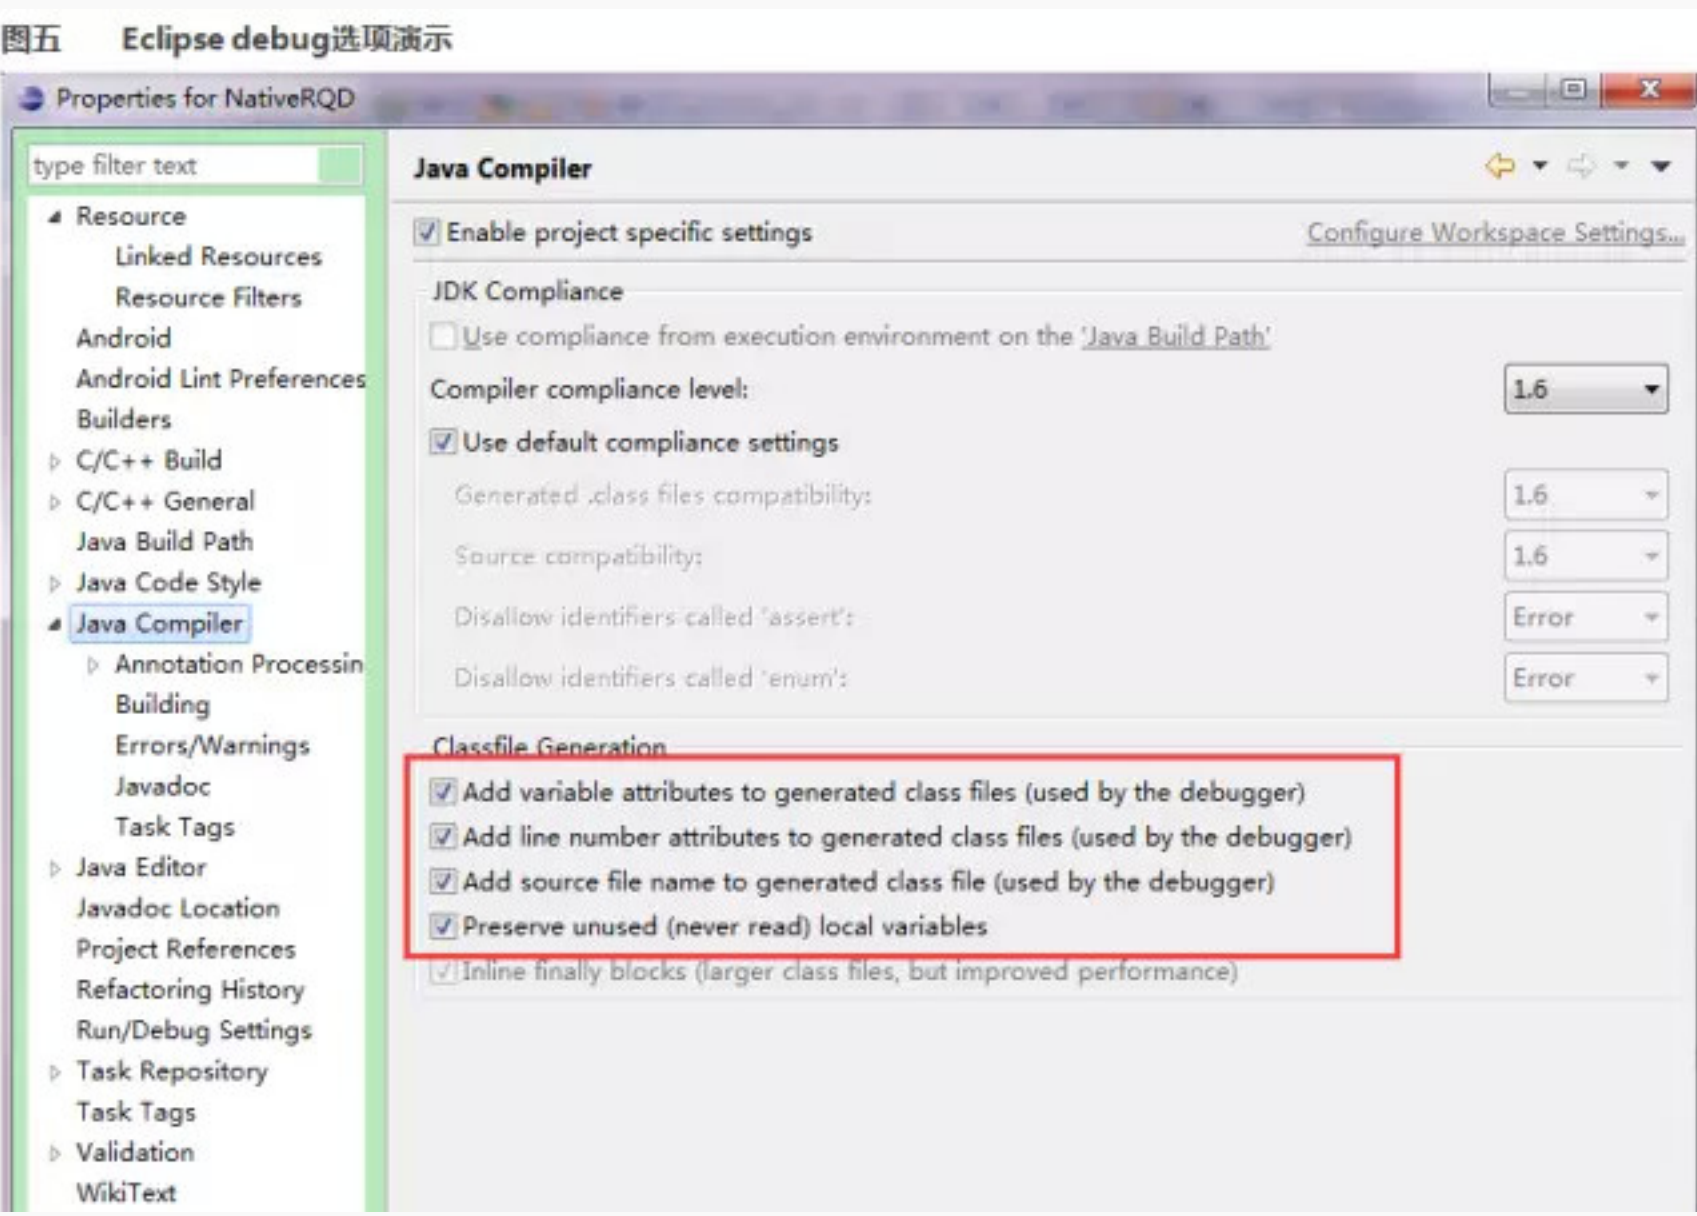 图五 Eclipse debug选项演示
Properties for NativeRQD
type filter text
Resource
Linked Resources
Resource Filters
Android
Android Lint Preferences
Builders
C/C++ Build
C/C++ General
Java Build Path
Java Code Style
Java Compiler
Annotation Processin
Building
Errors/Warnings
Javadoc
Task Tags
Java Editor
Javadoc Location
Project References
Refactoring History
Run/Debug Settings
Task Repository
Task Tags
Validation
WikiText
Java Compiler
Enable project specific settings
Configure Workspace Settings...
JDK Compliance
Use compliance from execution environment on the 'Java Build Path'
Compiler compliance level: 1.6
Use default compliance settings
Generated .class files compatibility: 1.6
Source compatibility: 1.6
Disallow identifiers called 'assert': Error
Disallow identifiers called 'enum': Error
Classfile Generation
Add variable attributes to generated class files (used by the debugger)
Add line number attributes to generated class files (used by the debugger)
Add source file name to generated class file (used by the debugger)
Preserve unused (never read) local variables
Inline finally blocks (larger class files, but improved performance)